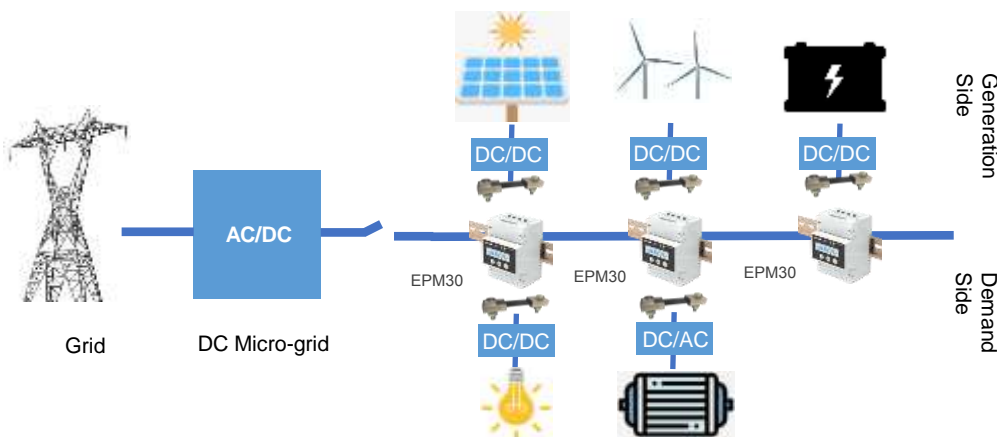 DC/DC
DC/DC
DC/DC
Generation
Side
AC/DC
EPM30
EPM30
EPM30
Demand
Side
DC/DC
DC/AC
Grid
DC Micro-grid